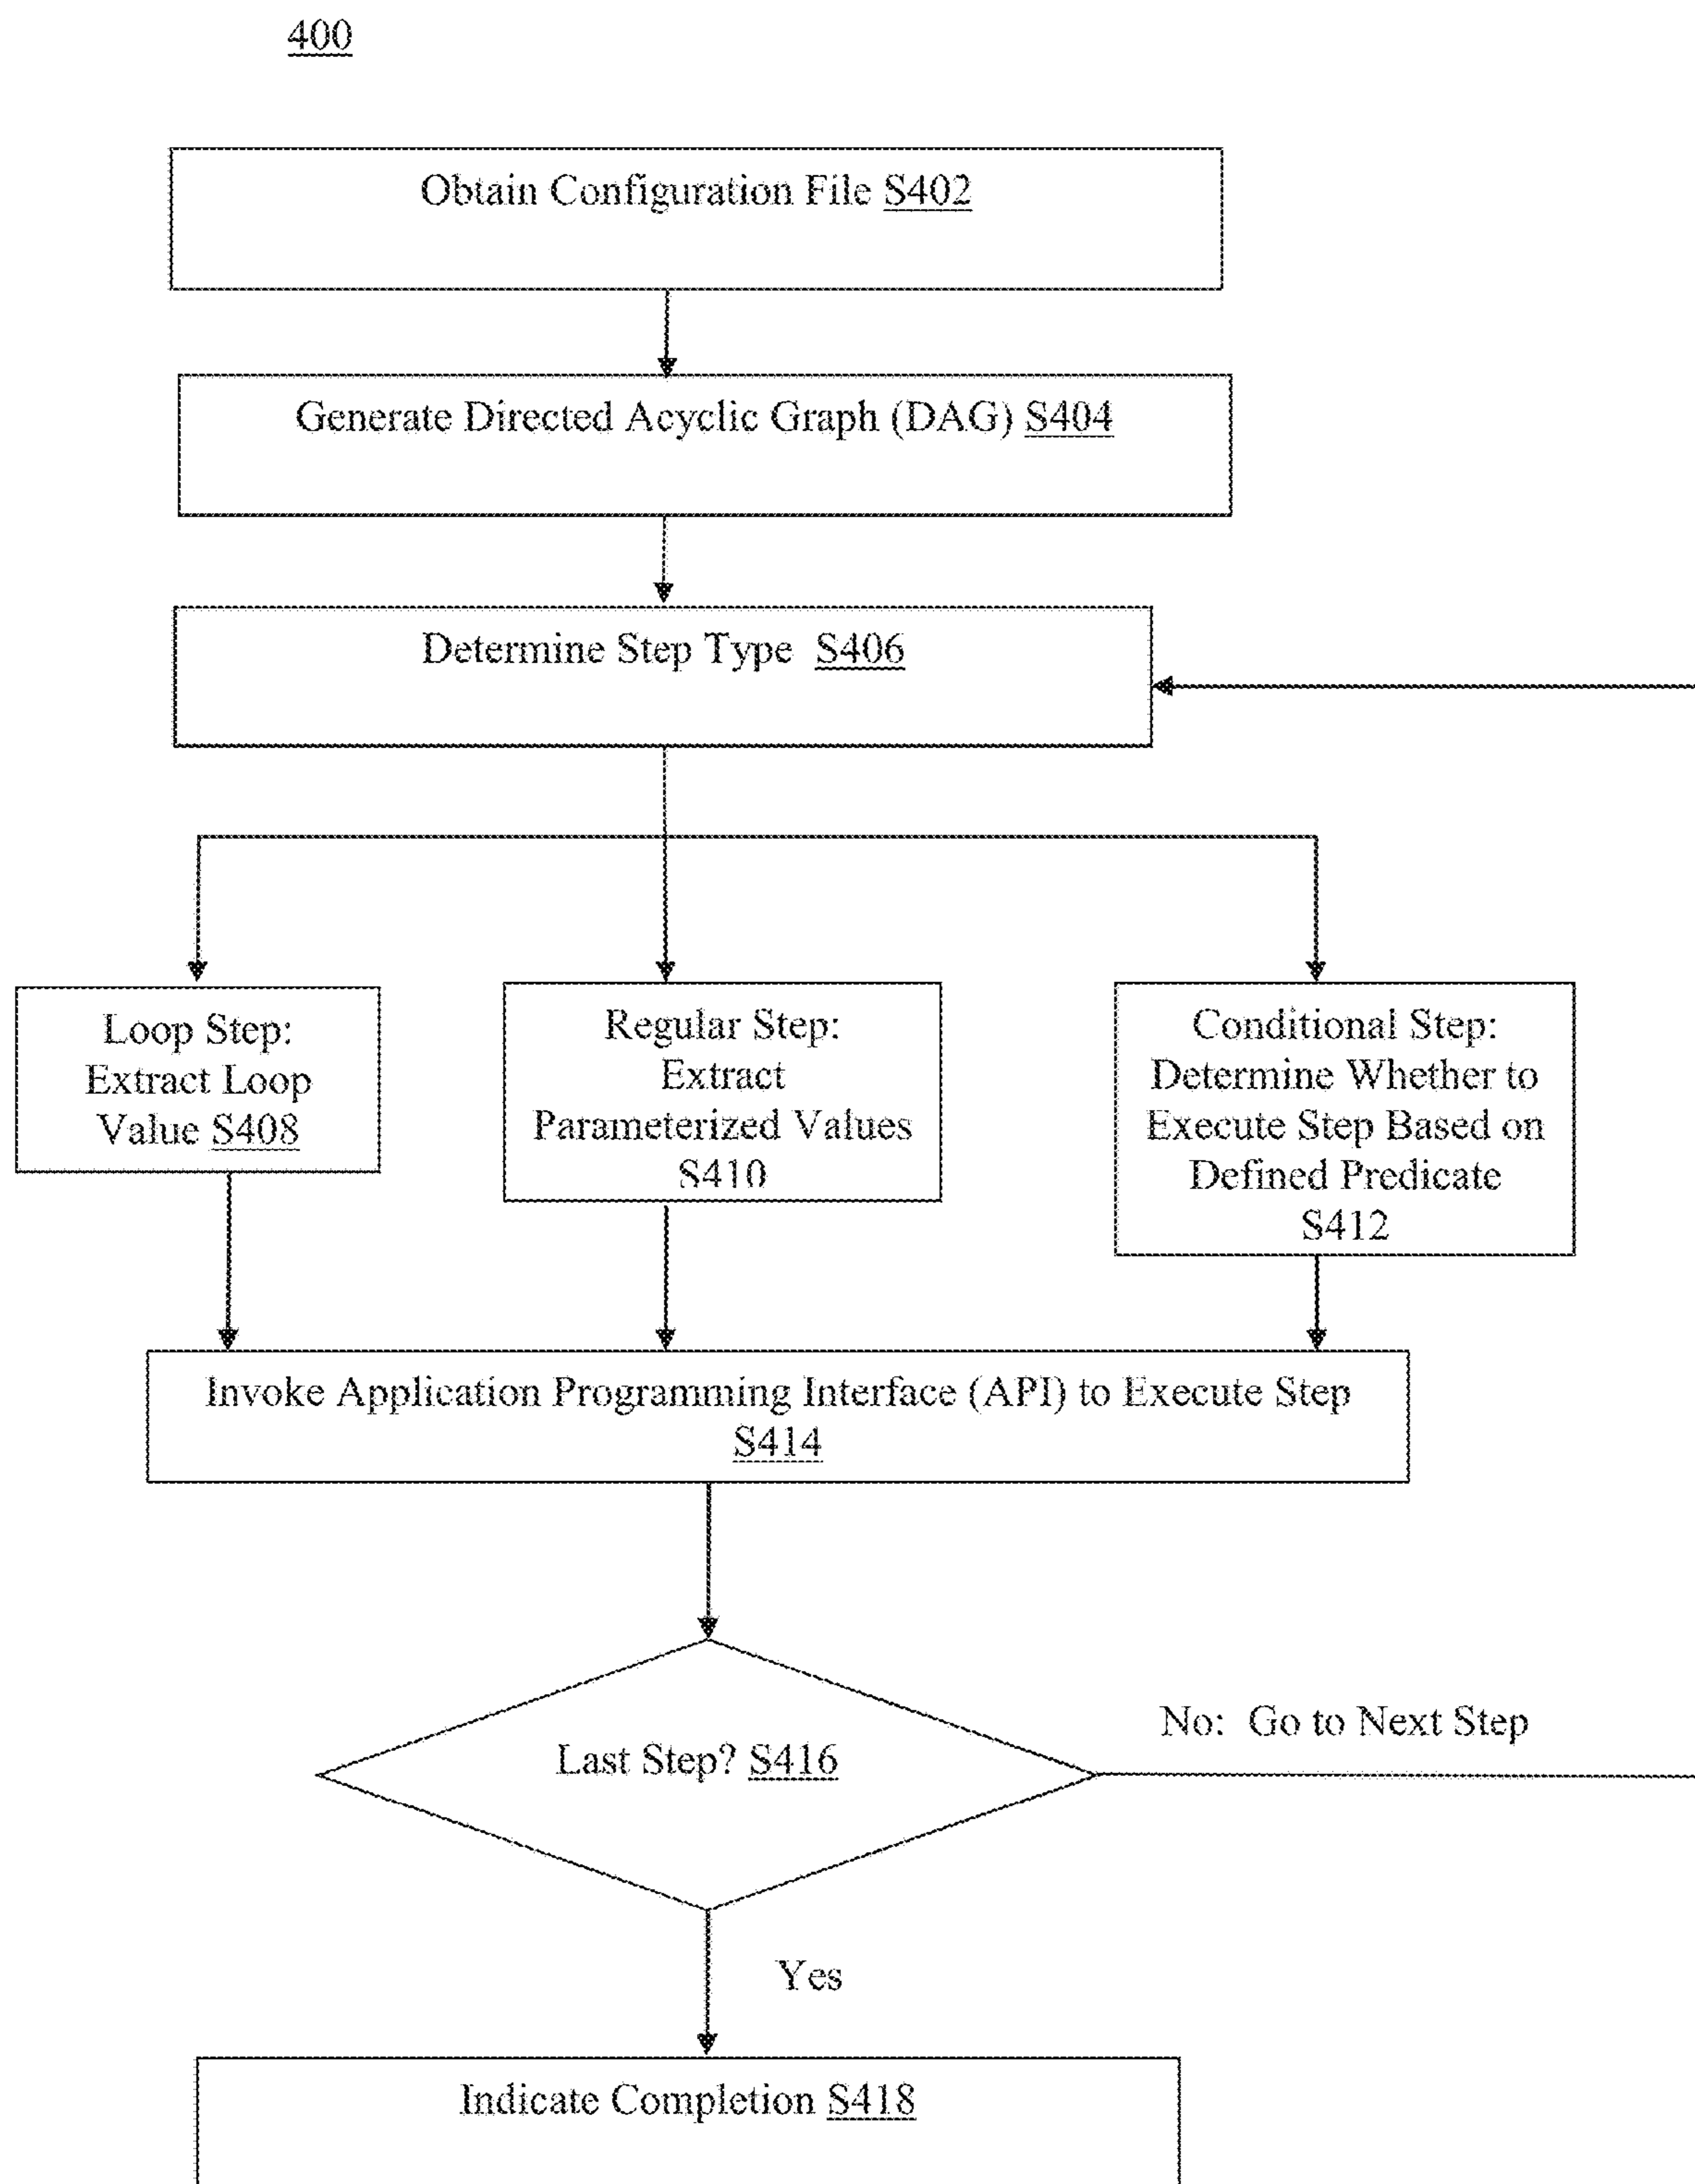 400
Obtain Configuration File S402
Generate Directed Acyclic Graph (DAG) S404
Determine Step Type S406
Loop Step:
Extract Loop
Value S408
Regular Step:
Extract
Parameterized Values
S410
Conditional Step:
Determine Whether to
Execute Step Based on
Defined Predicate
S412
Invoke Application Programming Interface (API) to Execute Step
S414
Last Step? S416
No: Go to Next Step
Yes
Indicate Completion S418